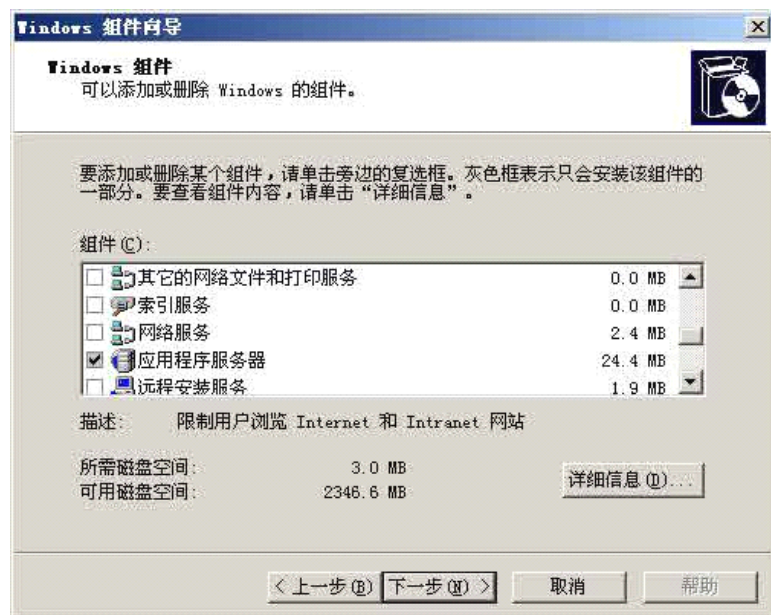 Windows 组件向导
Windows 组件
可以添加或删除 Windows 的组件。
要添加或删除某个组件，请单击旁边的复选框。灰色框表示只会安装该组件的
一部分。要查看组件内容，请单击“详细信息”。
组件(C):
其它的网络文件和打印服务 0.0 MB
索引服务 0.0 MB
网络服务 2.4 MB
应用程序服务器 24.4 MB
远程安装服务 1.9 MB
描述: 限制用户浏览 Internet 和 Intranet 网站
所需磁盘空间: 3.0 MB
可用磁盘空间: 2346.6 MB
详细信息(D)...
< 上一步(B) 下一步(N) > 取消 帮助